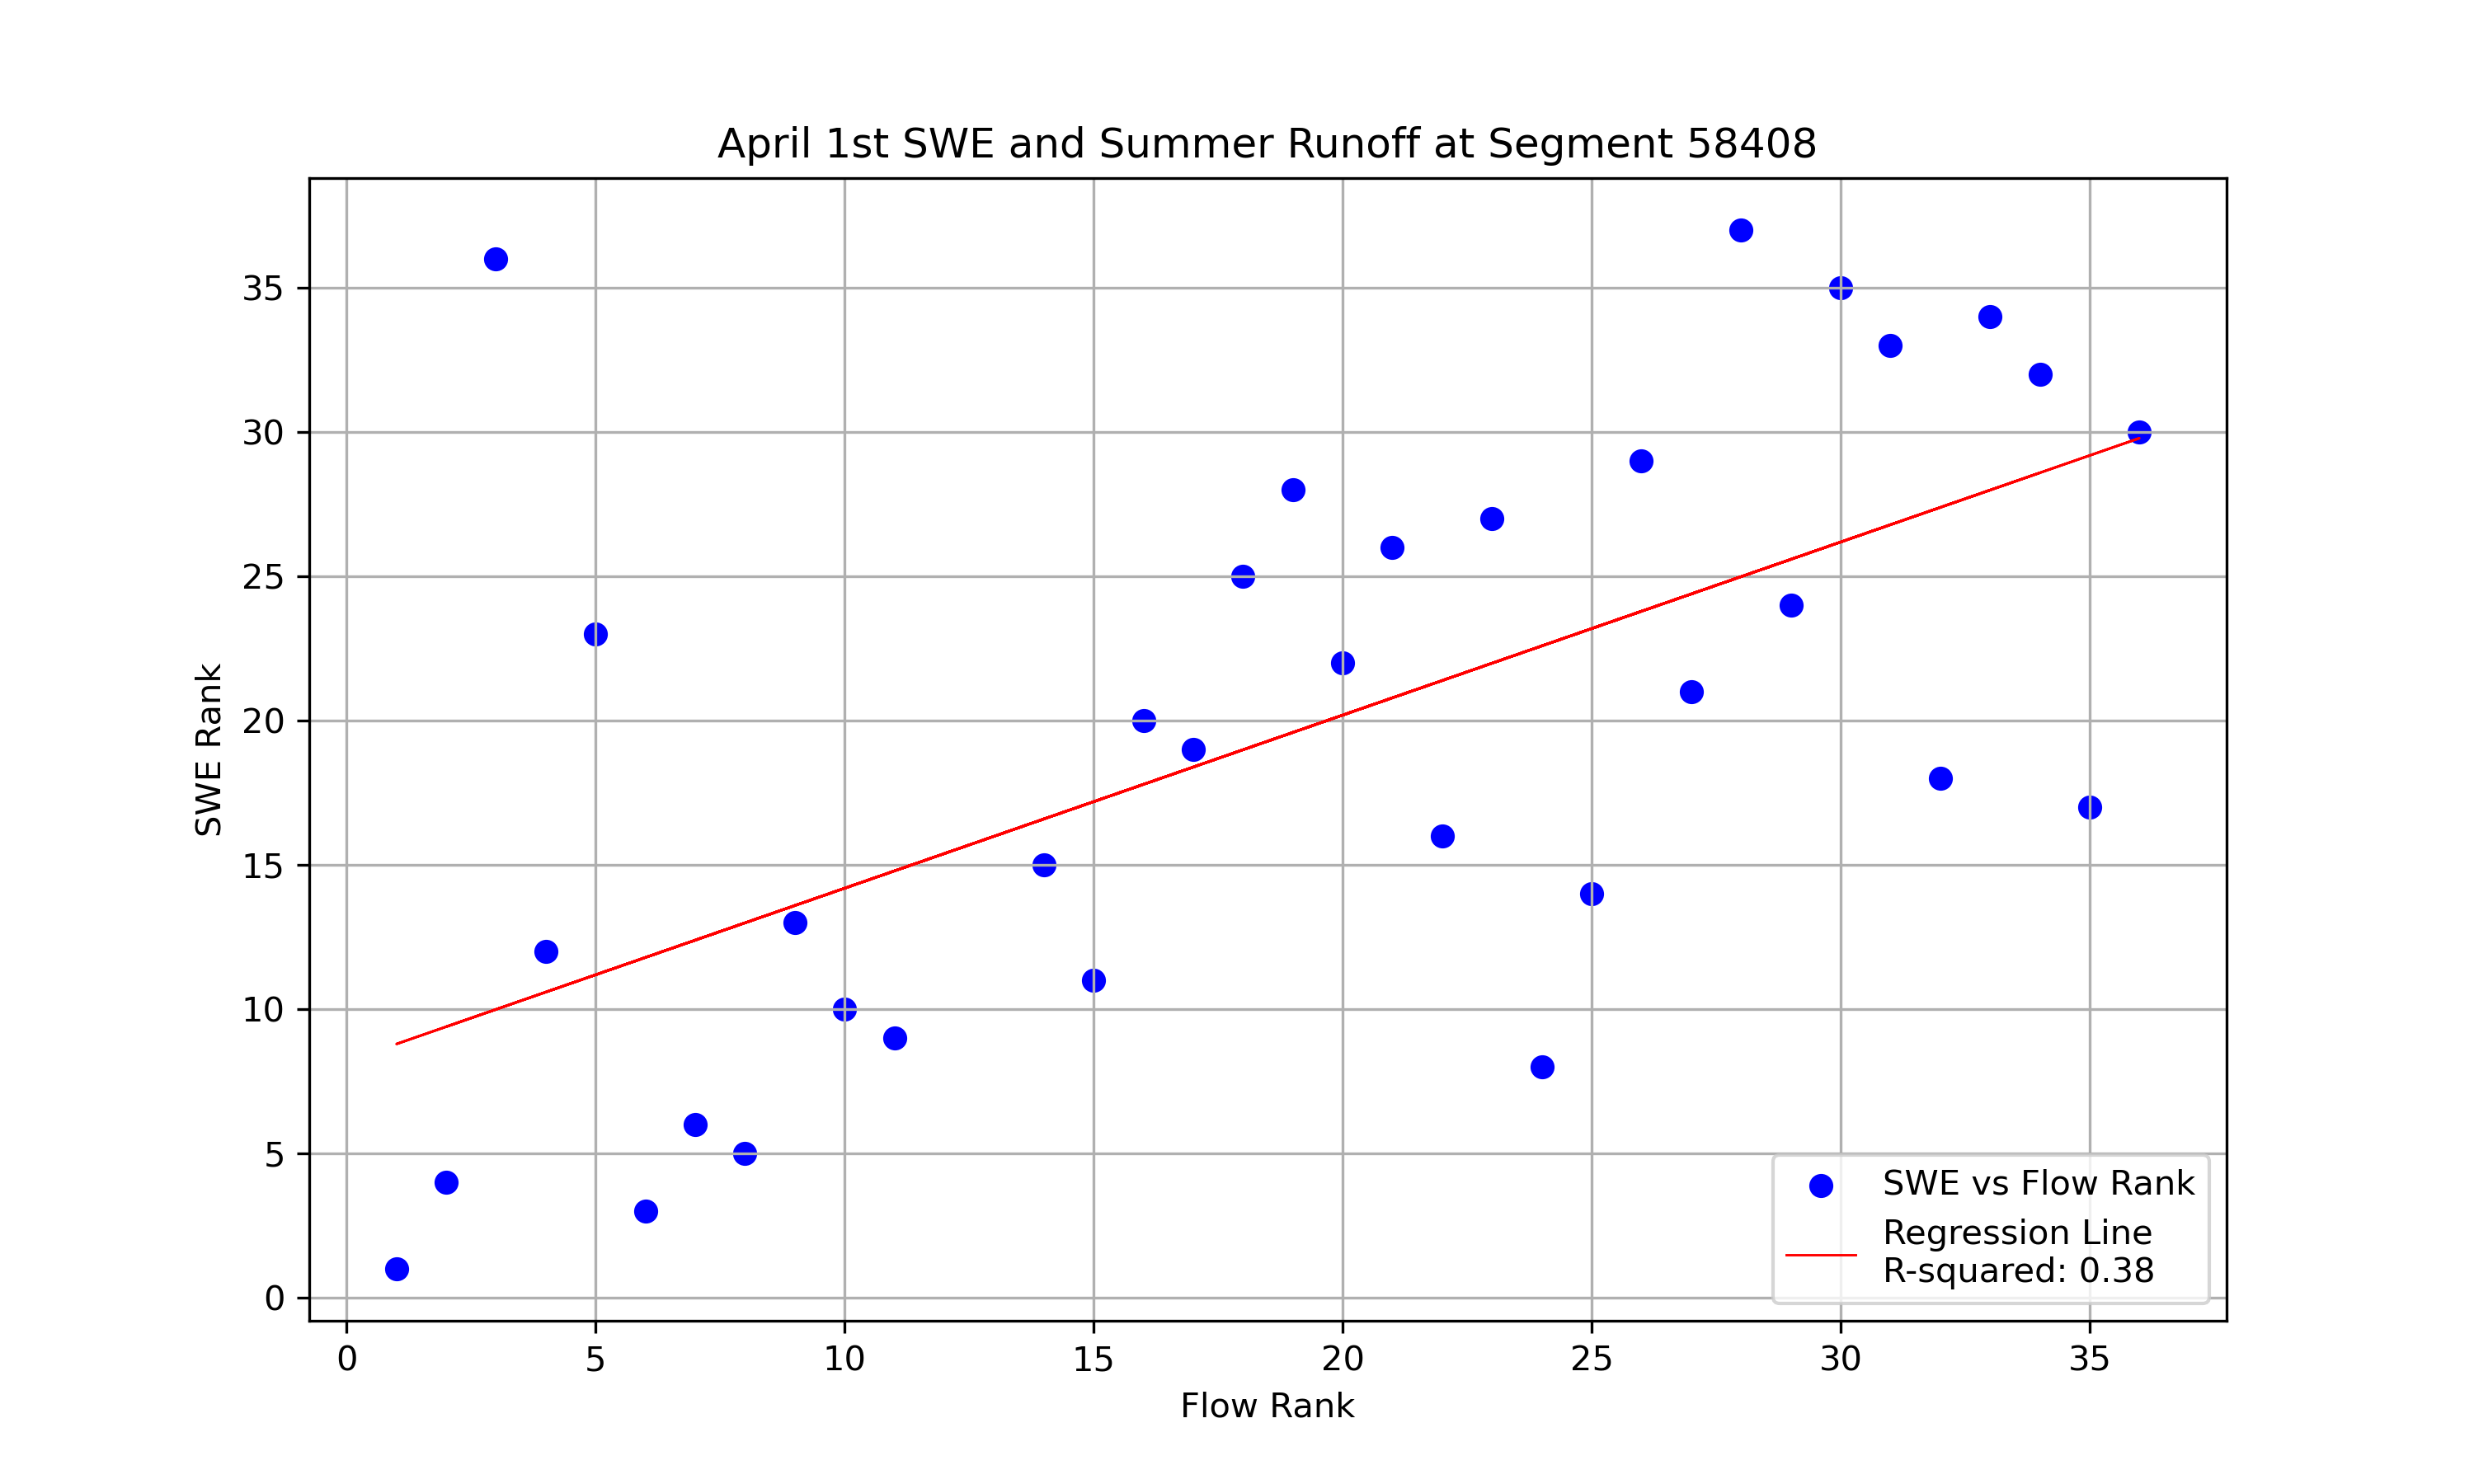 April 1st SWE and Summer Runoff at Segment 58408
SWE Rank
35
30
25
20
15
10
5
0
0 5 10 15 20 25 30 35
Flow Rank
SWE vs Flow Rank
Regression Line
R-squared: 0.38